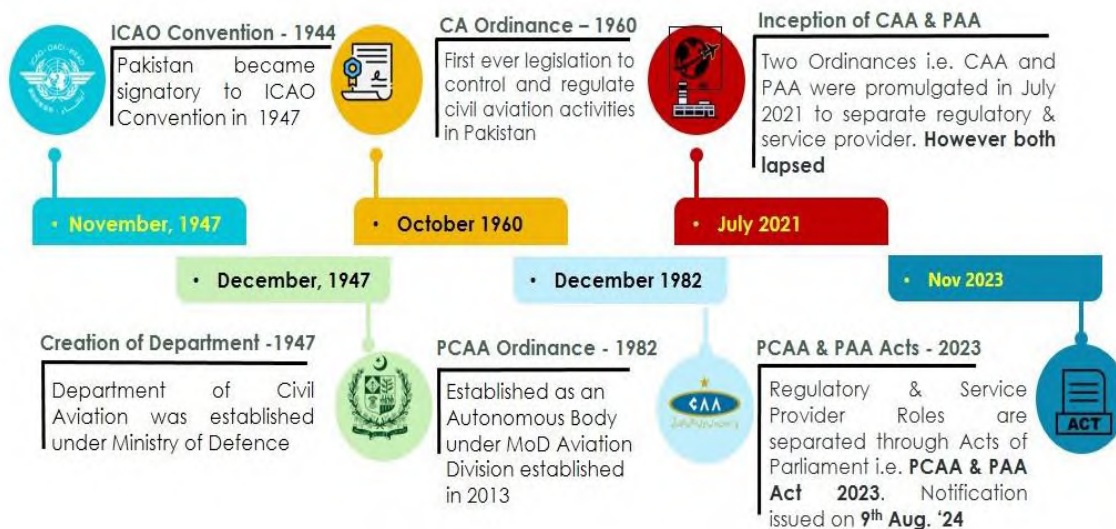 ICAO Convention - 1944
Pakistan became
signatory to ICAO
Convention in 1947
CA Ordinance – 1960
First ever legislation to
control and regulate
civil aviation activities
in Pakistan
Inception of CAA & PAA
Two Ordinances i.e. CAA and
PAA were promulgated in July
2021 to separate regulatory &
service provider. However both
lapsed
• November, 1947
• October 1960
• July 2021
• December, 1947
• December 1982
• Nov 2023
Creation of Department -1947
Department of Civil
Aviation was established
under Ministry of Defence
PCAA Ordinance - 1982
Established as an
Autonomous Body
under MoD Aviation
Division established
in 2013
CAA
PCAA & PAA Acts - 2023
Regulatory & Service
Provider Roles are
separated through Acts of
Parliament i.e. PCAA & PAA
Act 2023. Notification
issued on 9th Aug. '24
ACT